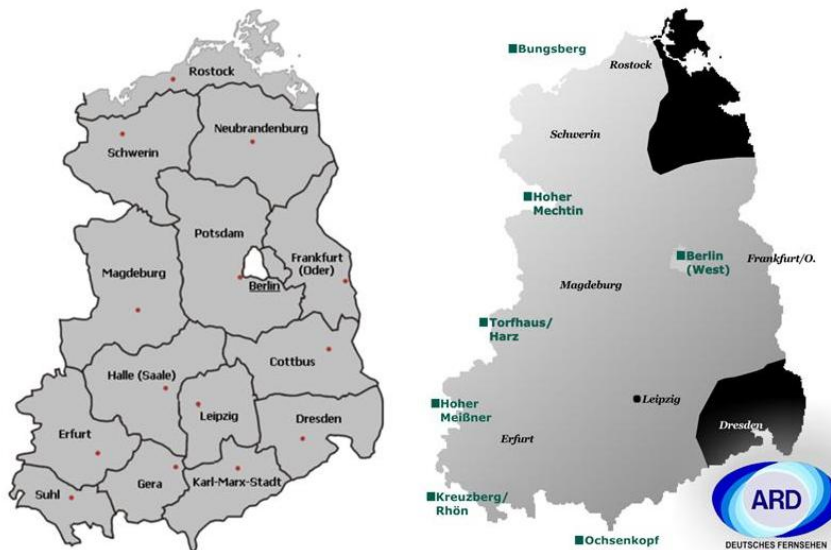 Rostock
Neubrandenburg
Schwerin
Potsdam
Frankfurt
(Oder)
Magdeburg
Berlin
Halle (Saale)
Cottbus
Leipzig
Dresden
Erfurt
Gera
Karl-Marx-Stadt
Suhl
Bungsberg
Rostock
Schwerin
Hoher
Mechtin
Berlin
(West)
Frankfurt/O.
Magdeburg
Torfhaus/
Harz
Hoher
Meißner
Leipzig
Dresden
Erfurt
Kreuzberg/
Rhön
Ochsenkopf
ARD
DEUTSCHES FERNSEHEN